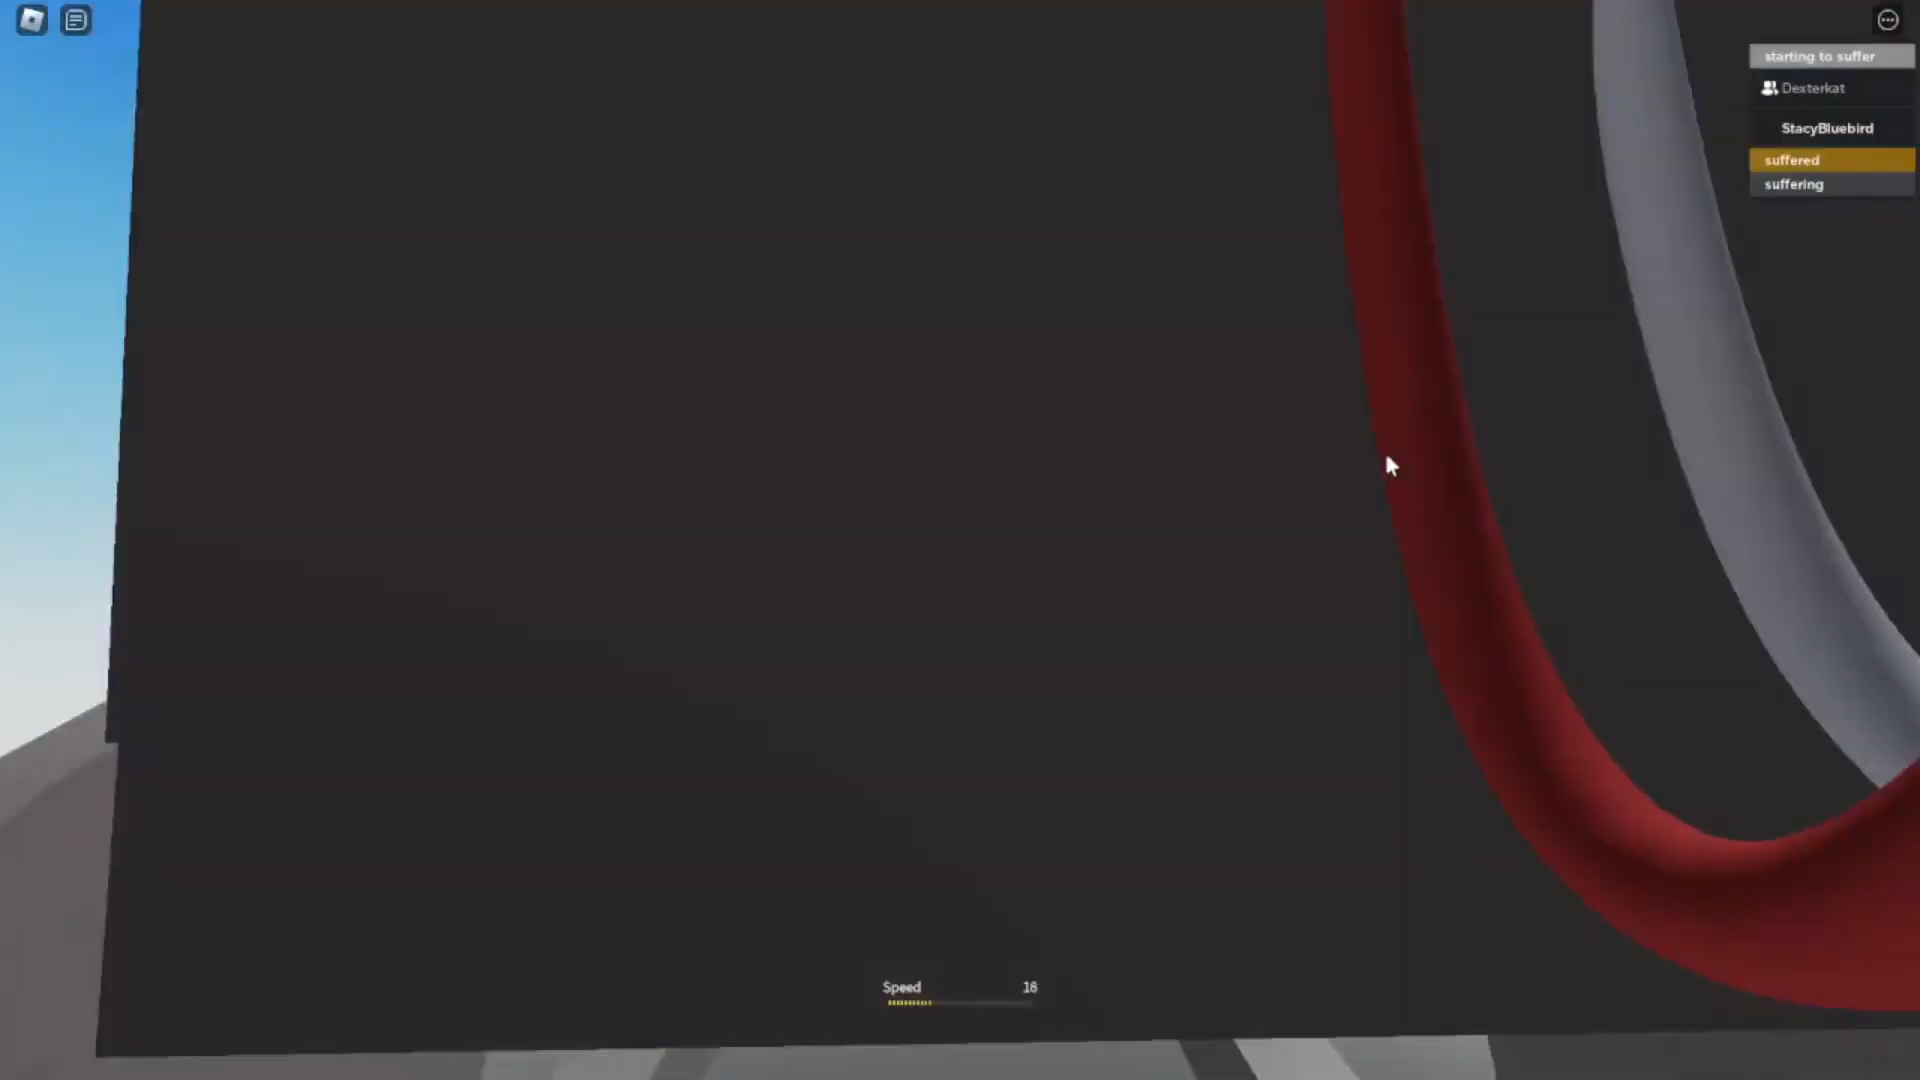 starting to suffer
Dexterkat
StacyBluebird
suffered
suffering
Speed 18